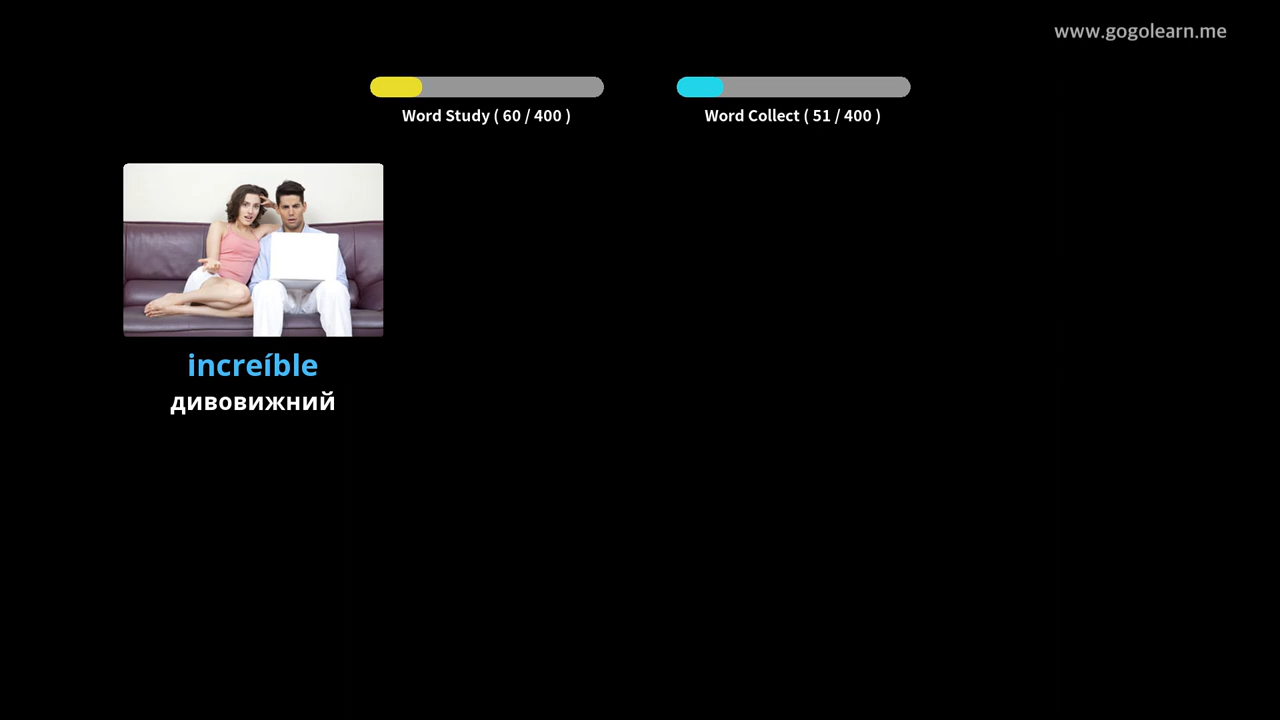 www.gogolearn.me
Word Study ( 60 / 400 )
Word Collect ( 51 / 400 )
increíble
дивовижний